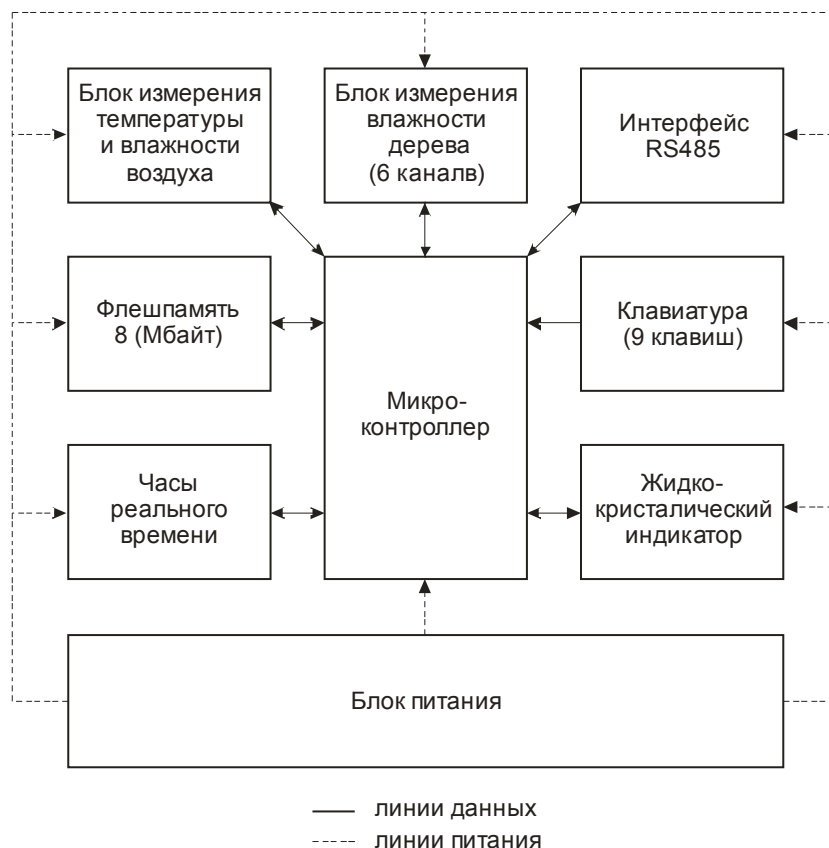 Блок измерения
температуры
и влажности
воздуха
Блок измерения
влажности
дерева
(6 каналв)
Интерфейс
RS485
Флешпамять
8 (Мбайт)
Микро-
контроллер
Клавиатура
(9 клавиш)
Часы
реального
времени
Жидко-
кристалический
индикатор
Блок питания
линии данных
линии питания